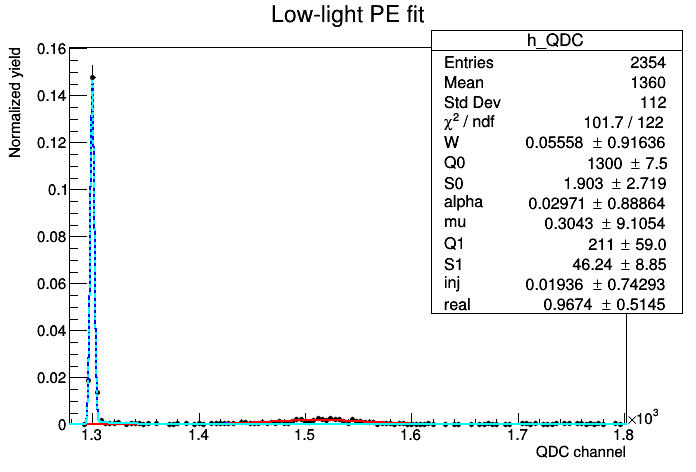 Low-light PE fit
h_QDC
Entries 2354
Mean 1360
Std Dev 112
χ² / ndf 101.7 / 122
W 0.05558 ± 0.91636
Q0 1300 ± 7.5
S0 1.903 ± 2.719
alpha 0.02971 ± 0.88864
mu 0.3043 ± 9.1054
Q1 211 ± 59.0
S1 46.24 ± 8.85
inj 0.01936 ± 0.74293
real 0.9674 ± 0.5145
Normalized yield
0.16
0.14
0.12
0.1
0.08
0.06
0.04
0.02
0
1.3 1.4 1.5 1.6 1.7 1.8
×10³
QDC channel